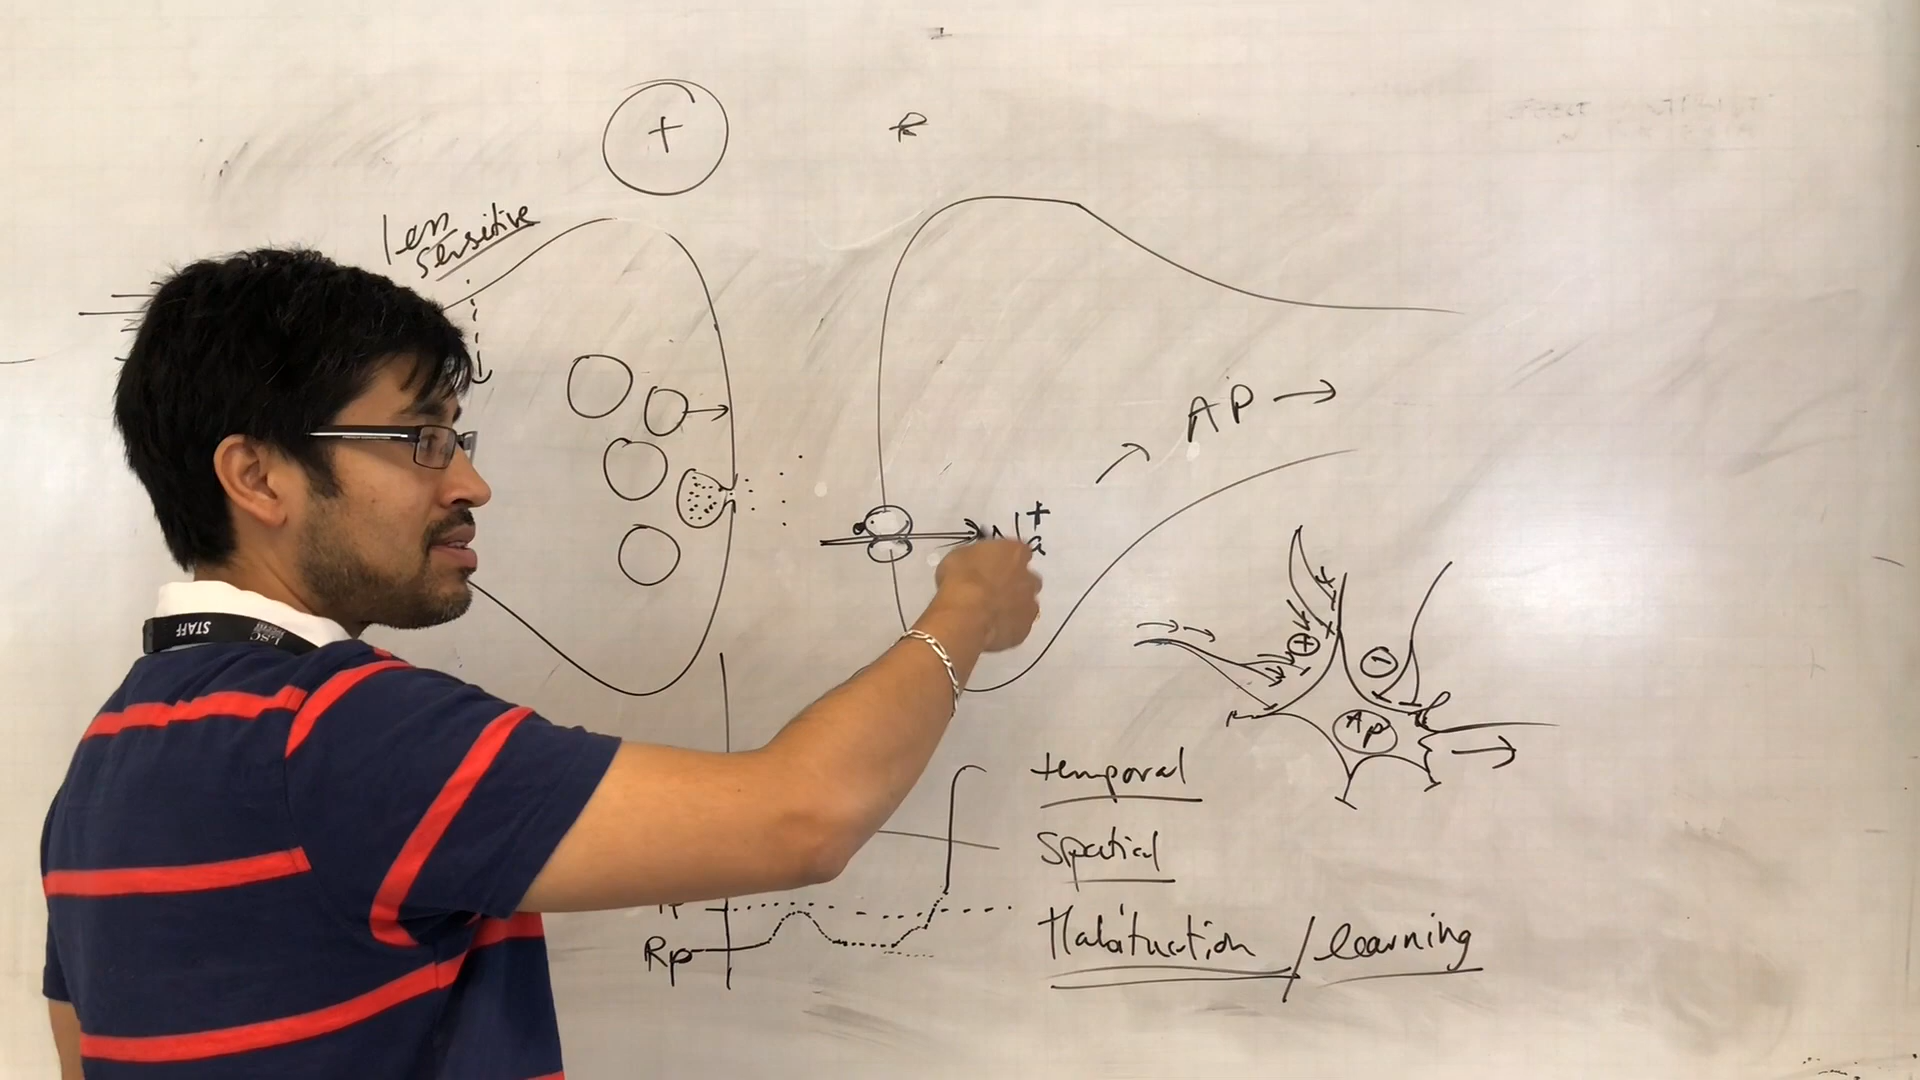 +
R
less
sensitive
AP →
Na+
+
-
AP
temporal
spatial
Rp
Habituation / learning
STAFF